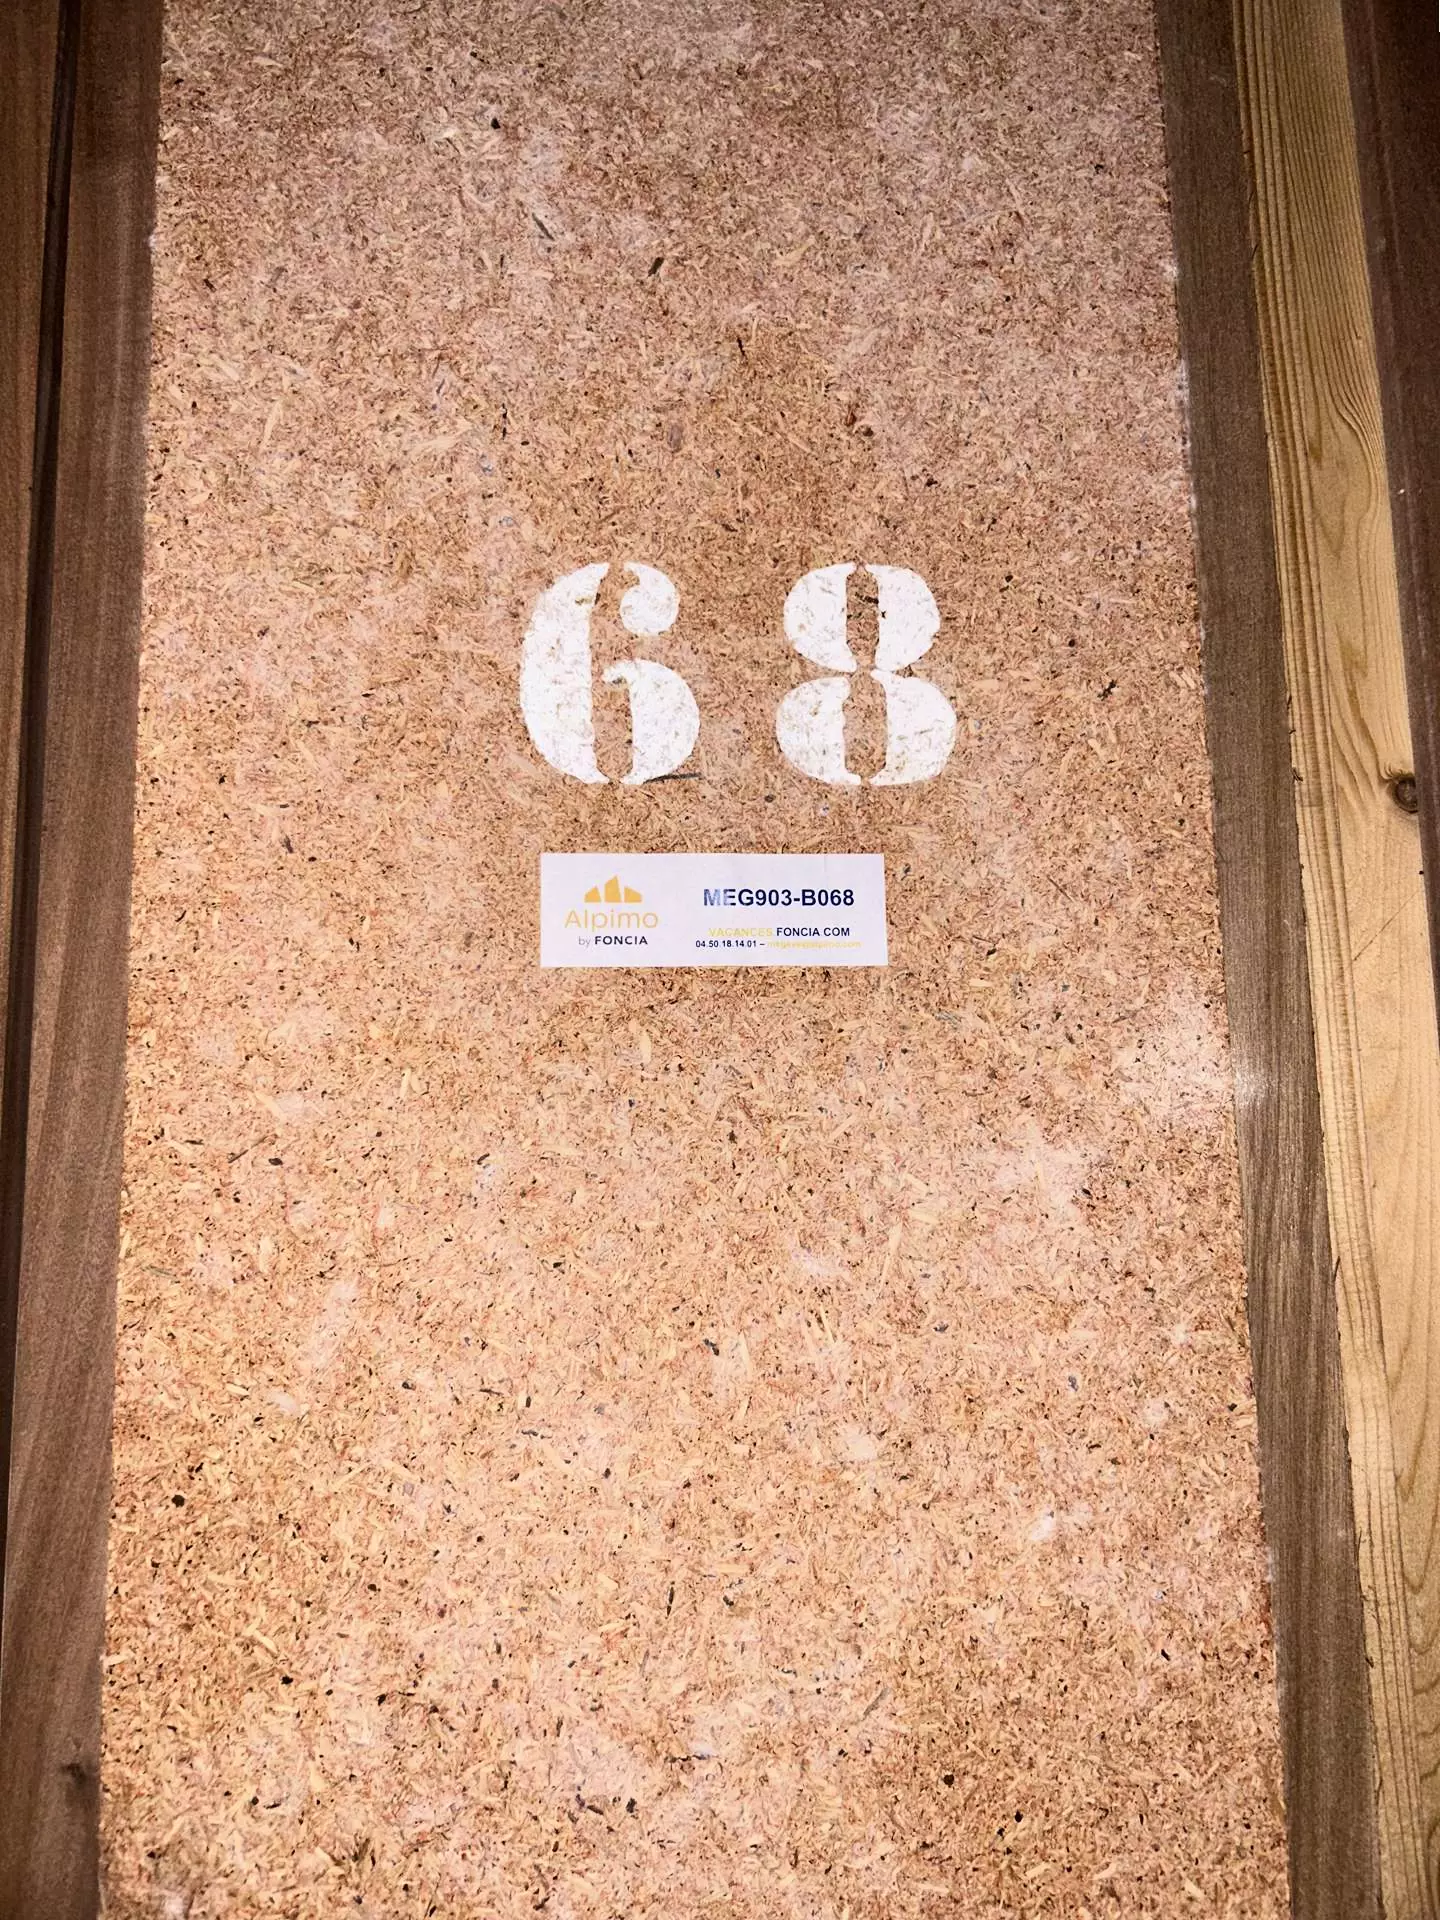 68
Alpimo
by FONCIA
MEG903-B068
VACANCES.FONCIA.COM
04.50.18.14.01 –